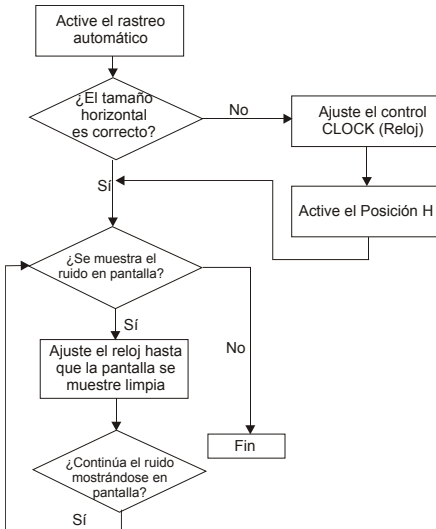 Active el rastreo
automático
¿El tamaño
horizontal
es correcto?
No
Ajuste el control
CLOCK (Reloj)
Sí
Active el Posición H
¿Se muestra el
ruido en pantalla?
Sí
No
Ajuste el reloj hasta
que la pantalla se
muestre limpia
Fin
¿Continúa el ruido
mostrándose en
pantalla?
Sí